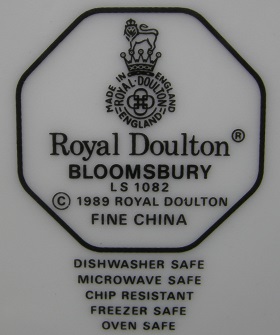 MADE IN ENGLAND
ROYAL·DOULTON
ENGLAND
Royal Doulton®
BLOOMSBURY
LS 1082
© 1989 ROYAL DOULTON
FINE CHINA
DISHWASHER SAFE
MICROWAVE SAFE
CHIP RESISTANT
FREEZER SAFE
OVEN SAFE